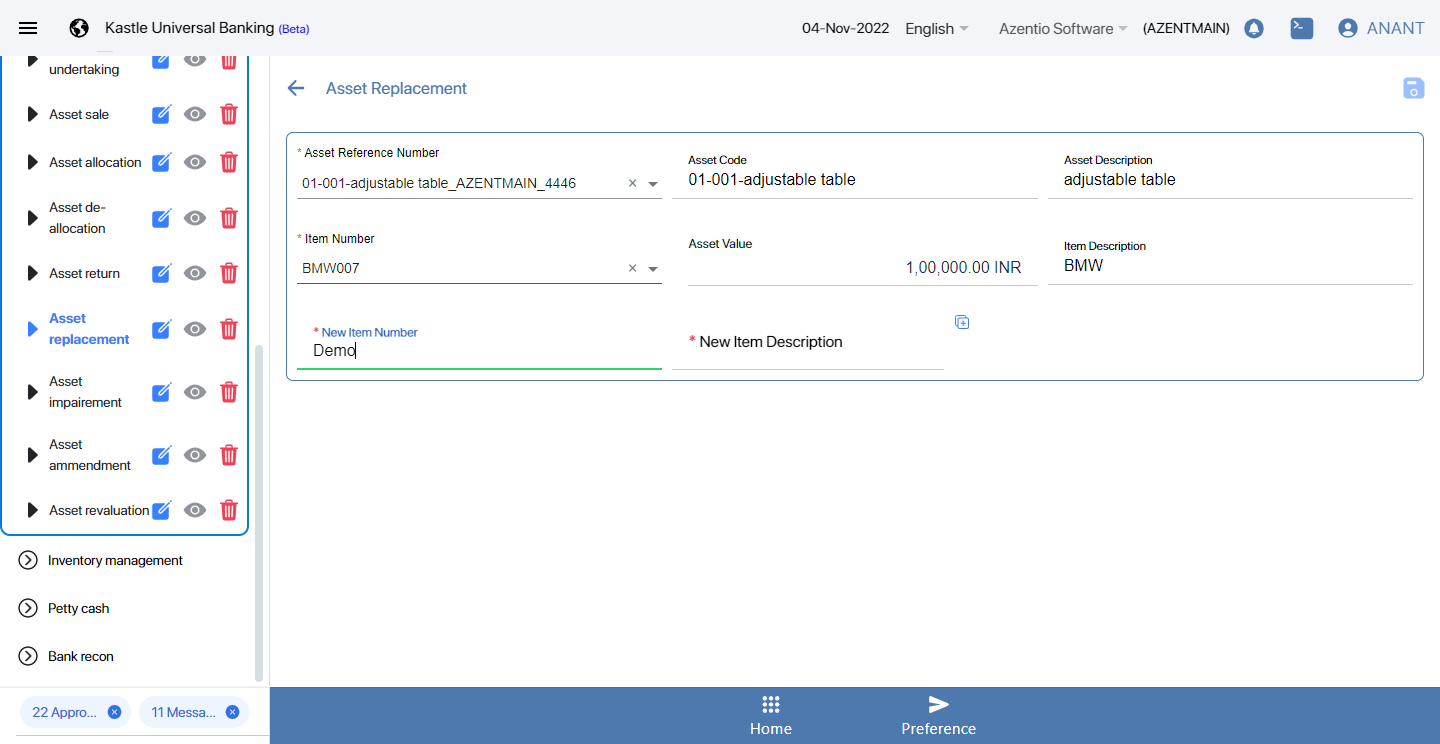 Kastle Universal Banking (Beta)
04-Nov-2022
English
Azentio Software
(AZENTMAIN)
ANANT
undertaking
Asset sale
Asset allocation
Asset de-
allocation
Asset return
Asset
replacement
Asset
impairement
Asset
ammendment
Asset revaluation
Inventory management
Petty cash
Bank recon
22 Appro...
11 Messa...
Asset Replacement
* Asset Reference Number
01-001-adjustable table_AZENTMAIN_4446
Asset Code
01-001-adjustable table
Asset Description
adjustable table
* Item Number
BMW007
Asset Value
1,00,000.00 INR
Item Description
BMW
* New Item Number
Demo
* New Item Description
Home
Preference